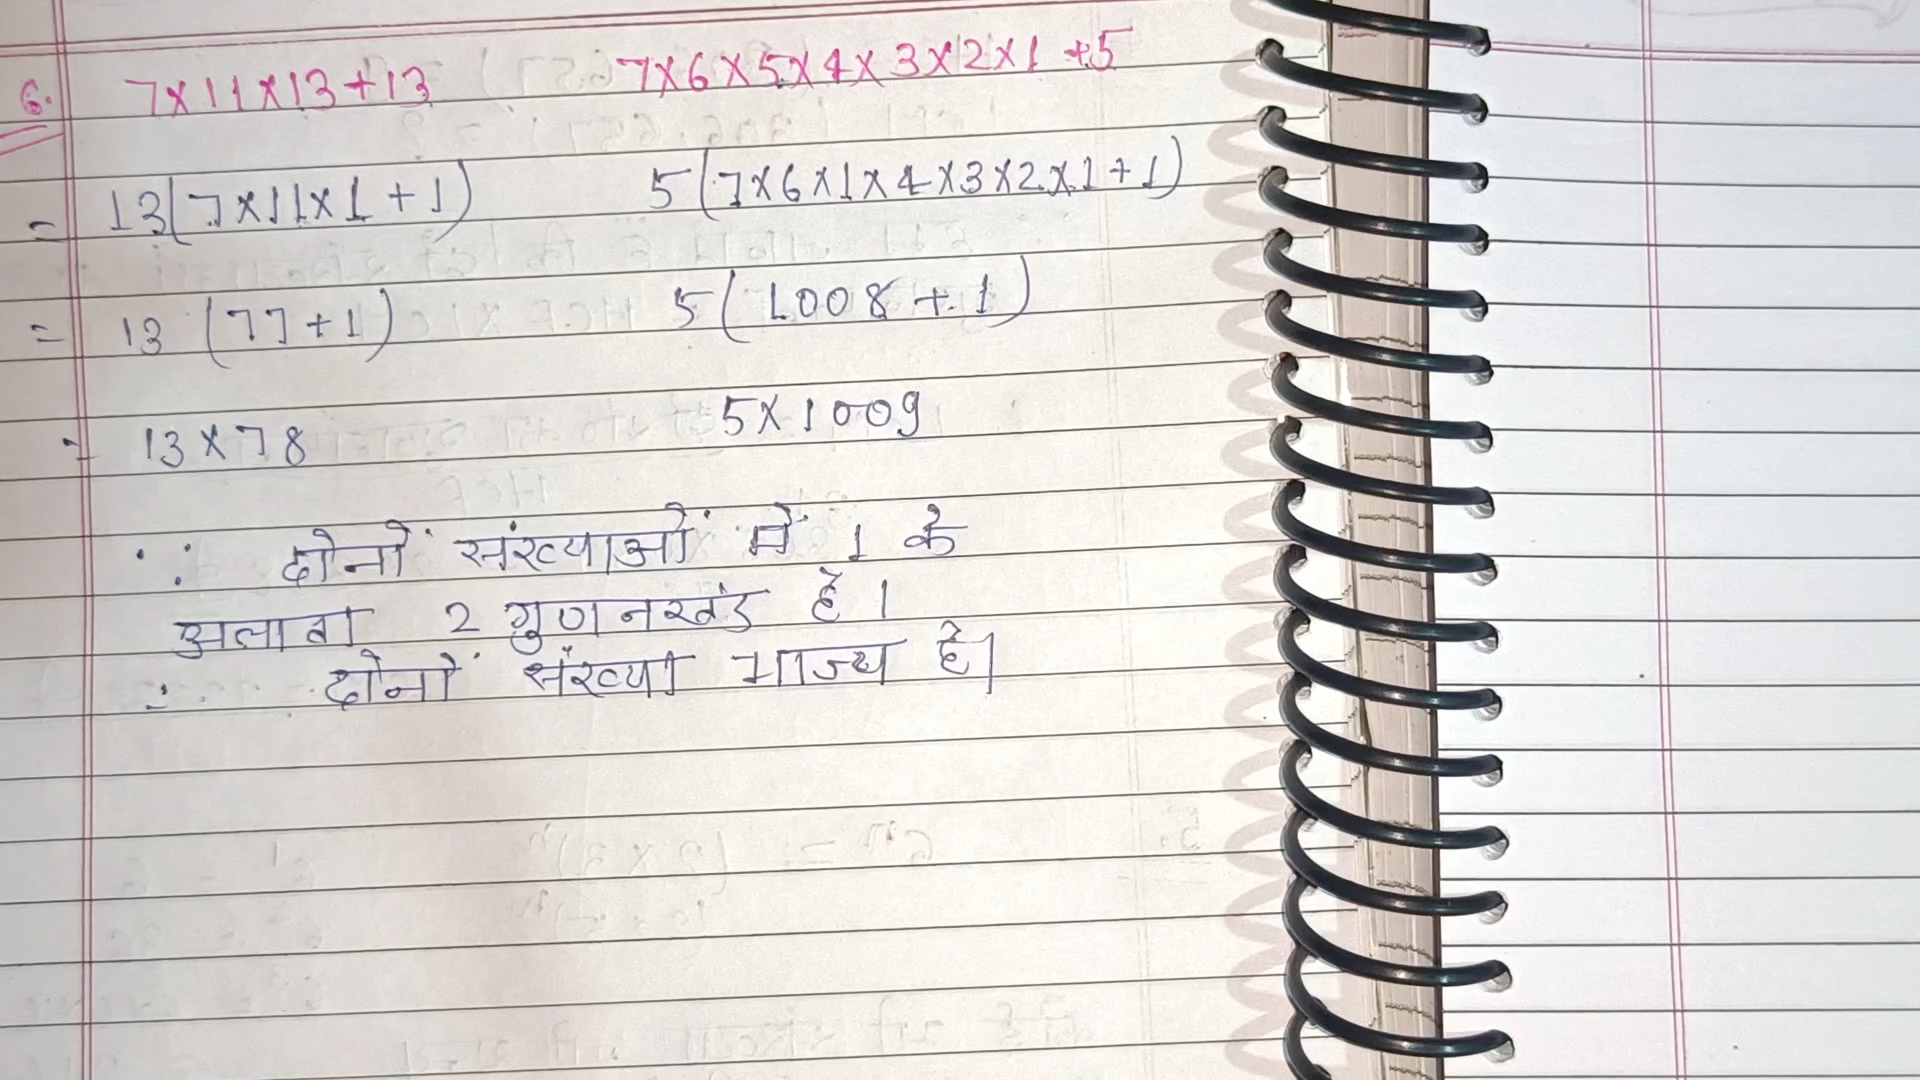 6. 7×11×13+13 7×6×5×4×3×2×1+5
= 13(7×11×1+1) 5(7×6×1×4×3×2×1+1)
= 13 (77+1) 5(1008+1)
= 13×78 5×1009
∵ दोनों संख्याओं में 1 के
अलावा 2 गुणनखंड है।
∴ दोनों संख्या भाज्य है।